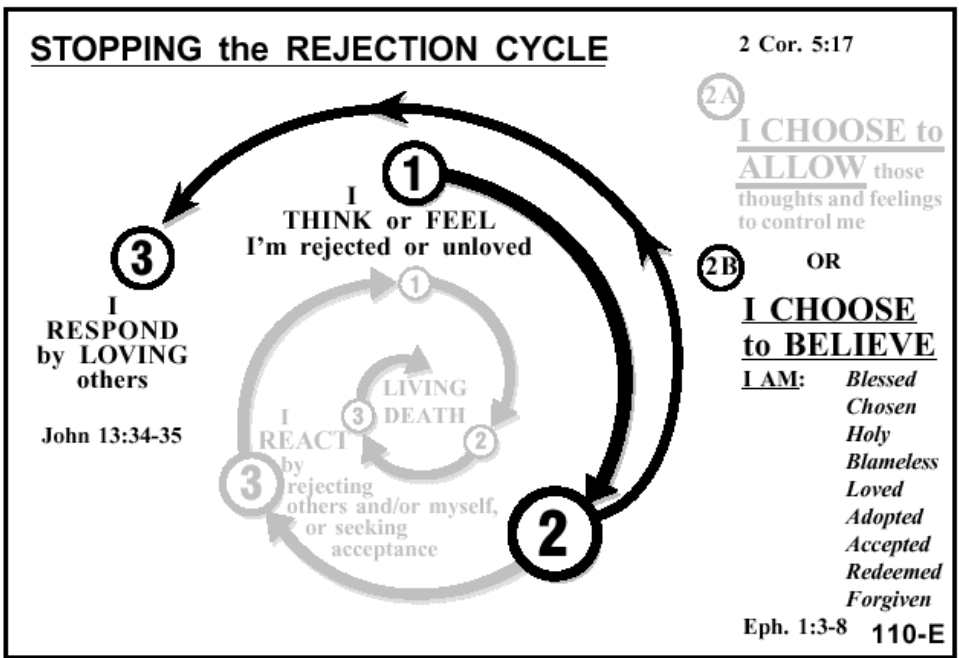 STOPPING the REJECTION CYCLE
2 Cor. 5:17
2A
I CHOOSE to
ALLOW those
thoughts and feelings
to control me
1
I
THINK or FEEL
I'm rejected or unloved
3
I
RESPOND
by LOVING
others
John 13:34-35
2B
OR
I CHOOSE
to BELIEVE
I AM: Blessed
Chosen
Holy
Blameless
Loved
Adopted
Accepted
Redeemed
Forgiven
Eph. 1:3-8
110-E
1
LIVING
DEATH
3
2
I
REACT
by
rejecting
others and/or myself,
or seeking
acceptance
3
2